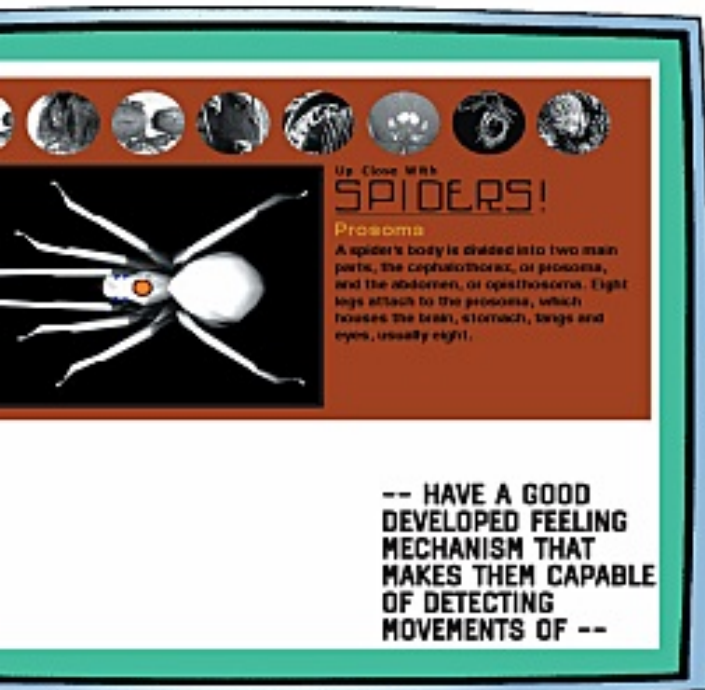 Up Close With
SPIDERS!
Prosoma
A spider's body is divided into two main
parts, the cephalothorax, or prosoma,
and the abdomen, or opisthosoma. Eight
legs attach to the prosoma, which
houses the brain, stomach, fangs and
eyes, usually eight.
-- HAVE A GOOD
DEVELOPED FEELING
MECHANISM THAT
MAKES THEM CAPABLE
OF DETECTING
MOVEMENTS OF --